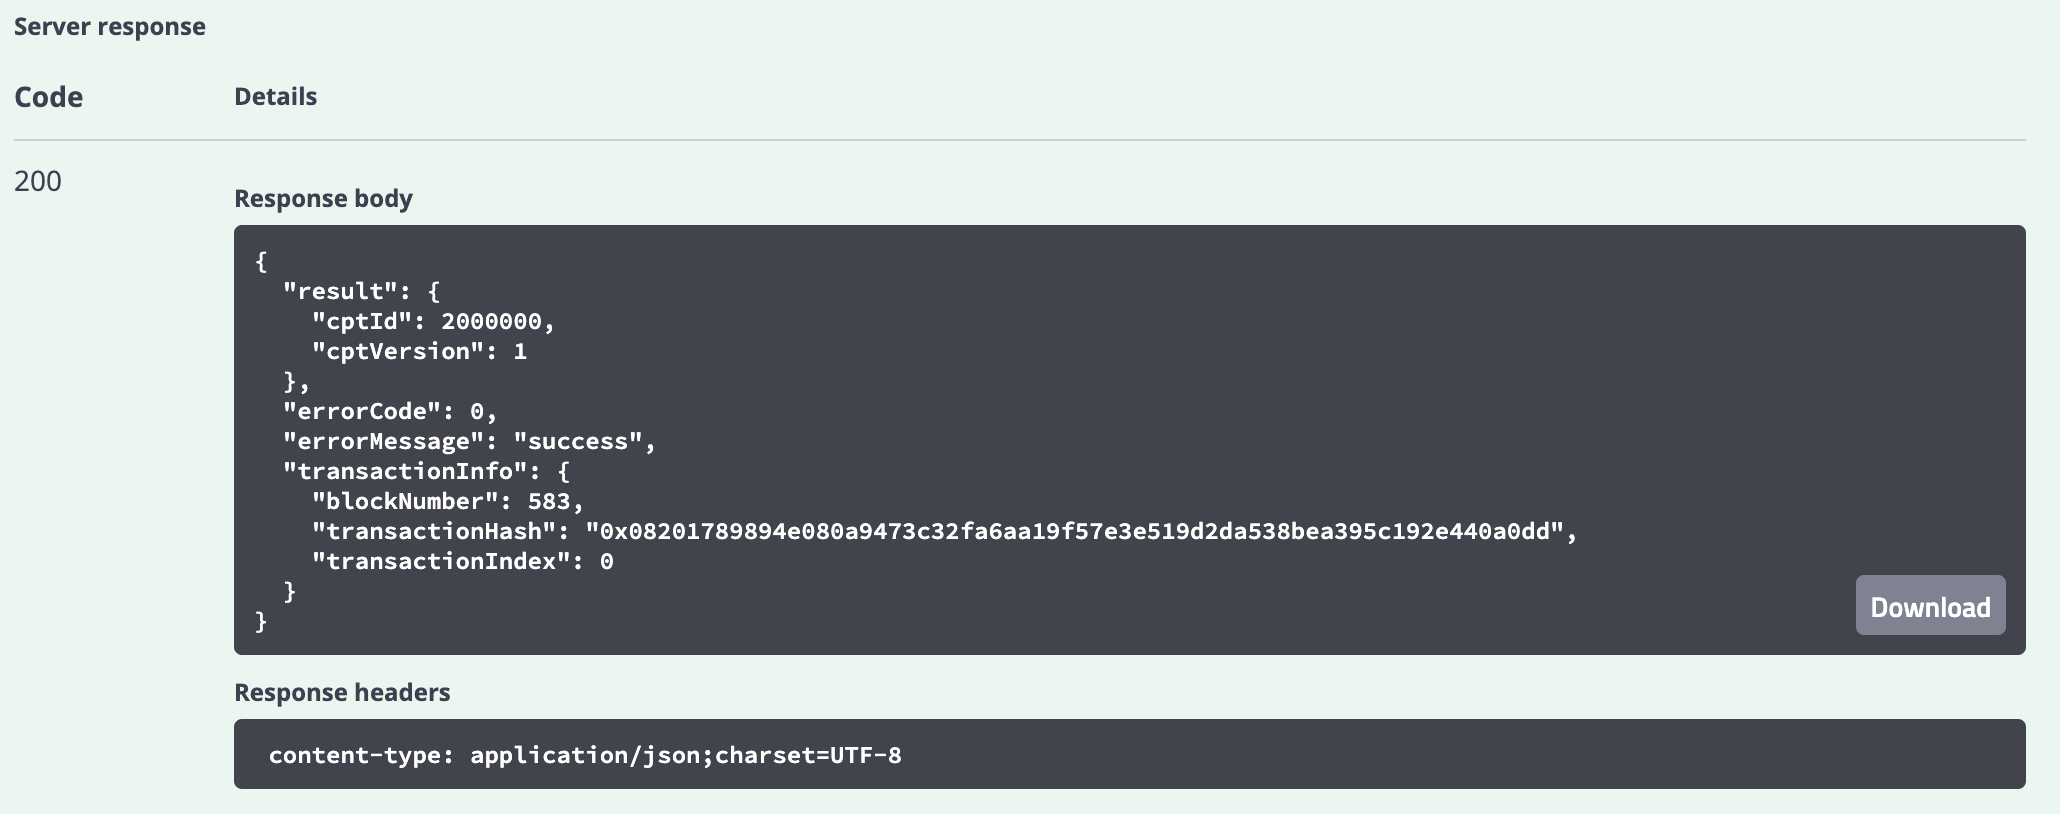 Server response
Code Details
200
Response body
{
  "result": {
    "cptId": 2000000,
    "cptVersion": 1
  },
  "errorCode": 0,
  "errorMessage": "success",
  "transactionInfo": {
    "blockNumber": 583,
    "transactionHash": "0x08201789894e080a9473c32fa6aa19f57e3e519d2da538bea395c192e440a0dd",
    "transactionIndex": 0
  }
}
Download
Response headers
content-type: application/json;charset=UTF-8